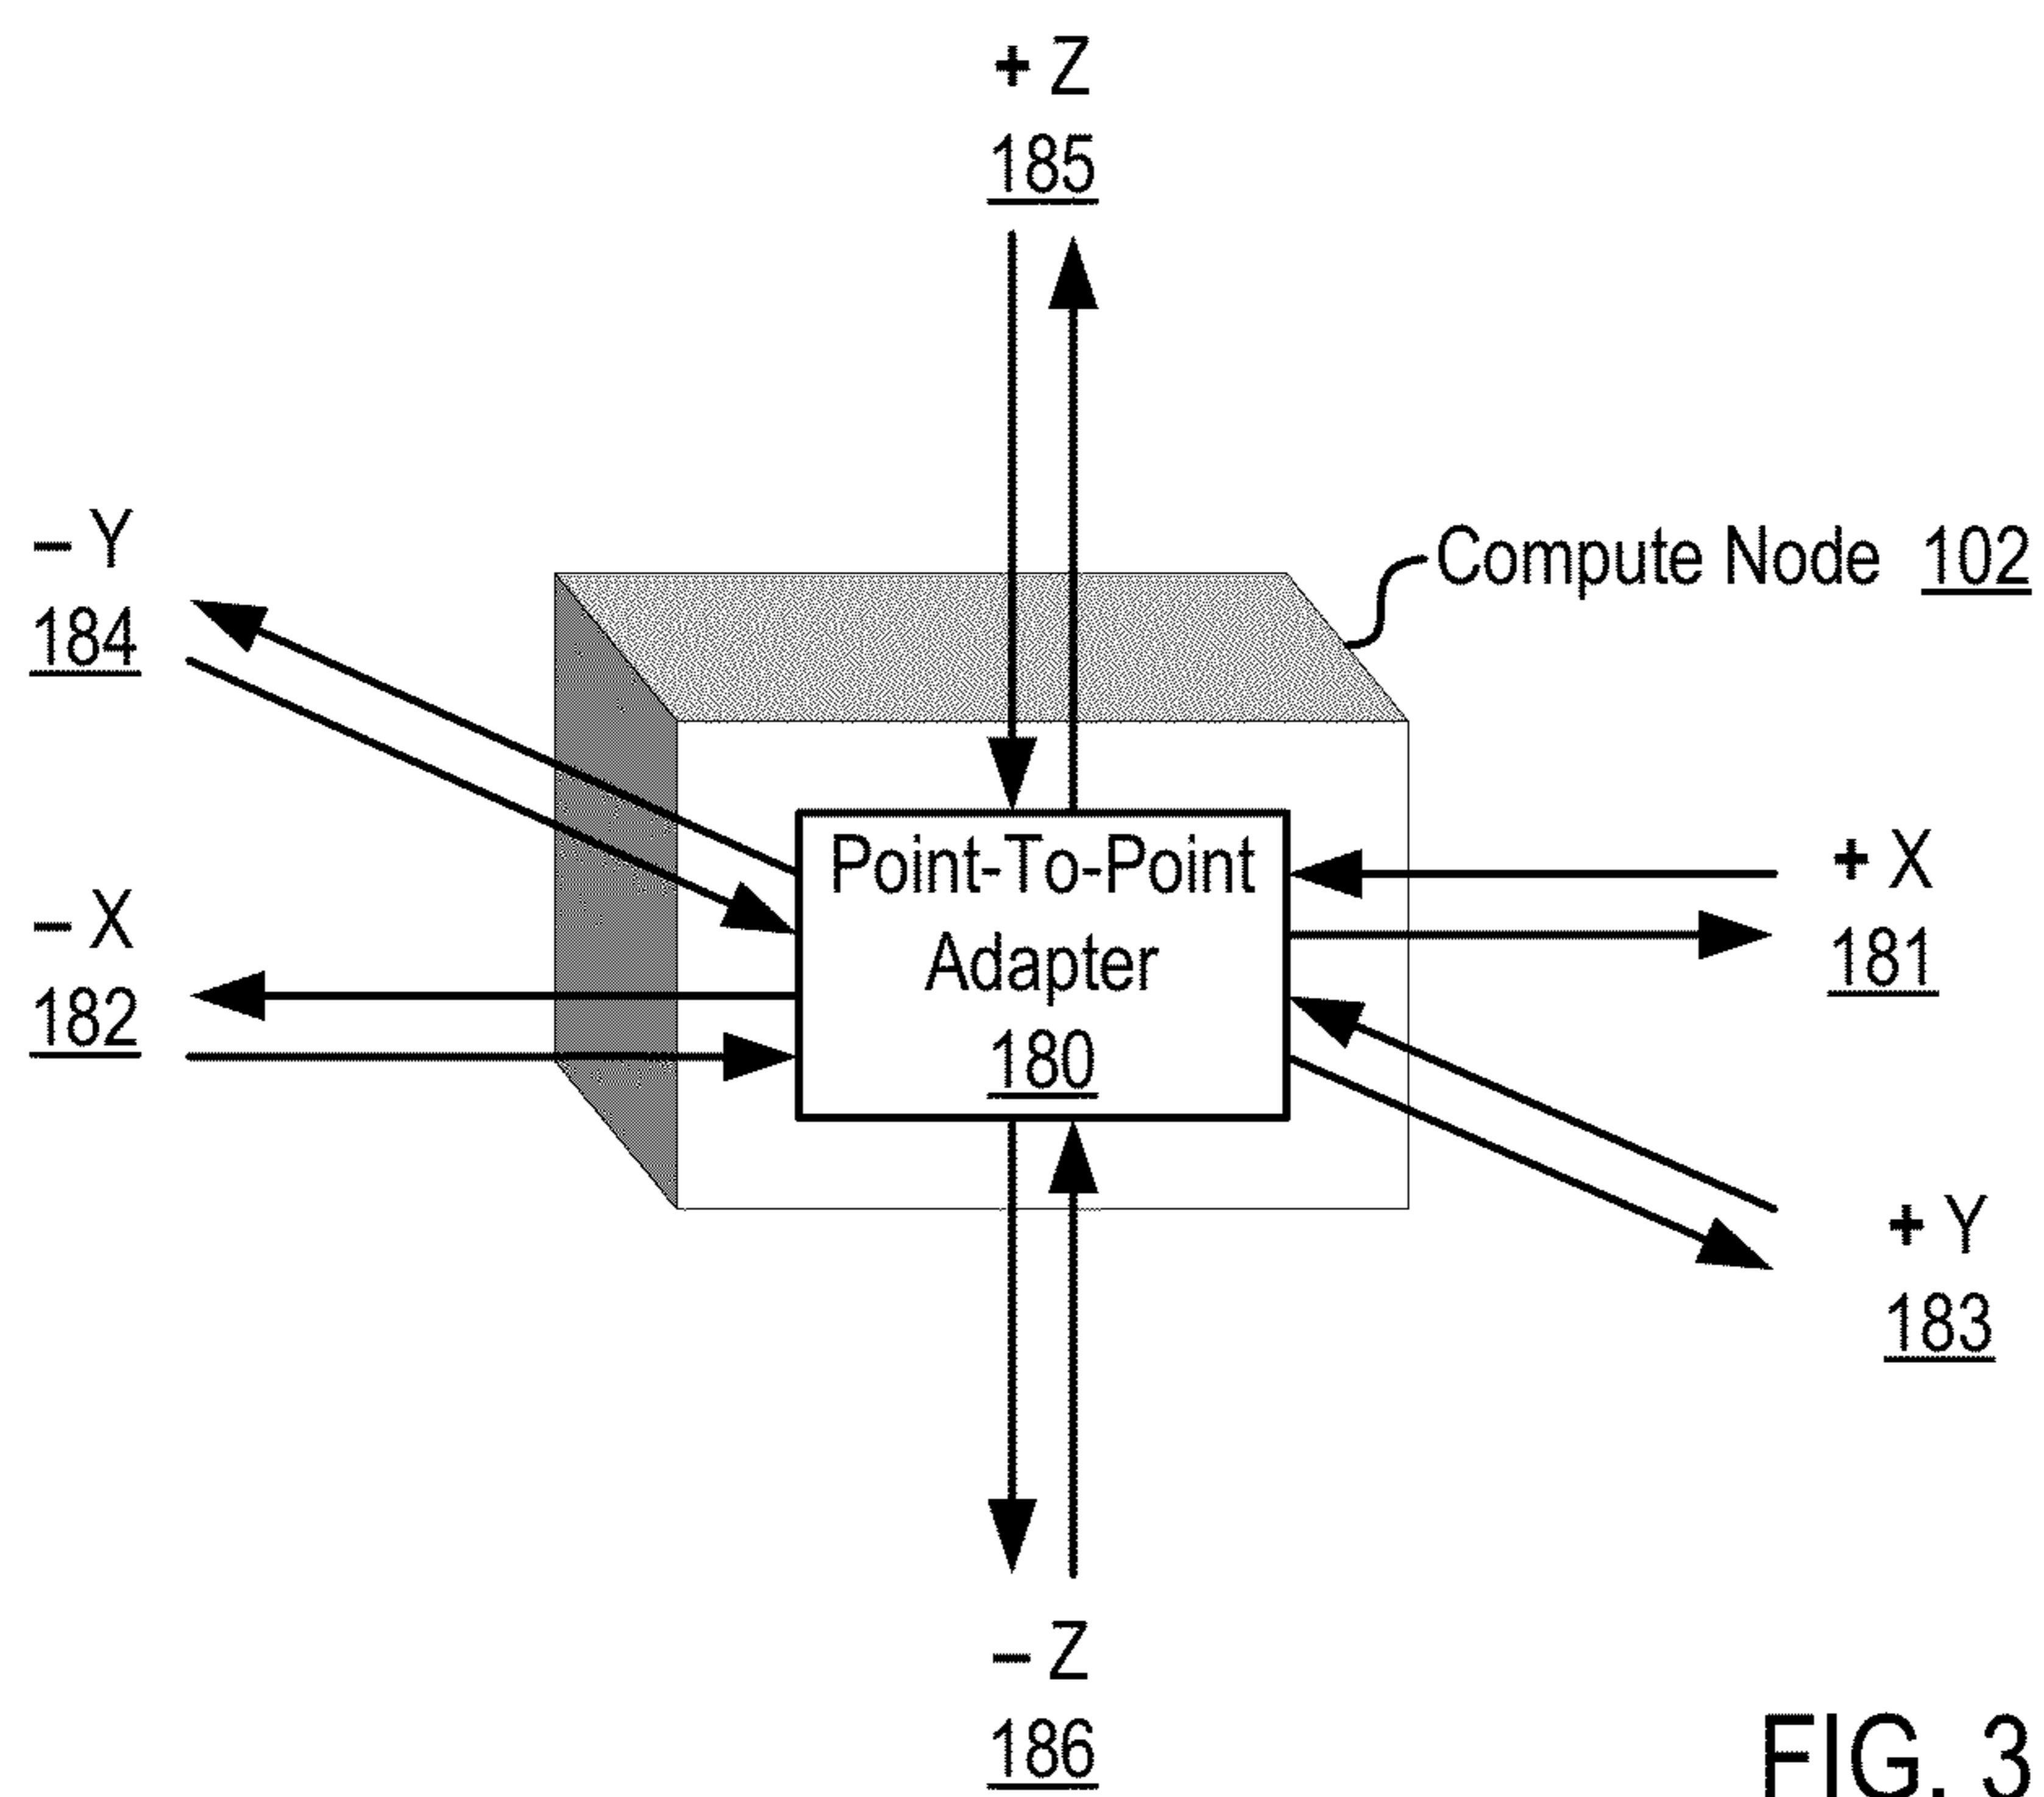 + Z
185
– Y
184
Compute Node 102
– X
182
Point-To-Point
Adapter
180
+ X
181
+ Y
183
– Z
186
FIG. 3